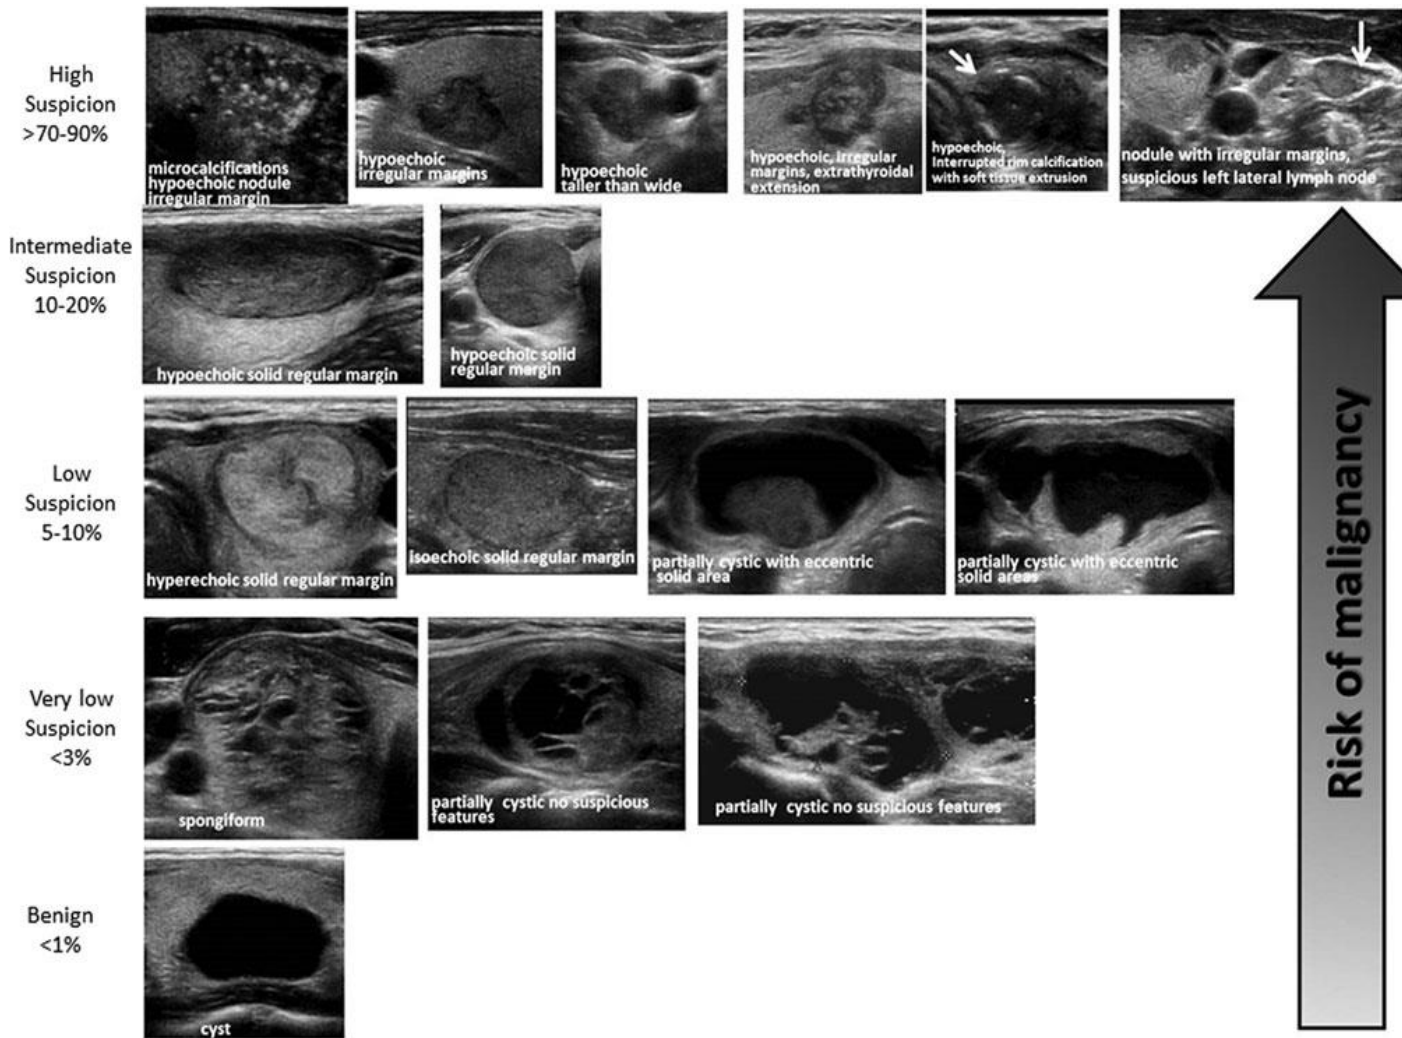 High
Suspicion
>70-90%
microcalcifications
hypoechoic nodule
irregular margin
hypoechoic
irregular margins
hypoechoic
taller than wide
hypoechoic, irregular
margins, extrathyroidal
extension
hypoechoic,
Interrupted rim calcification
with soft tissue extrusion
nodule with irregular margins,
suspicious left lateral lymph node
Intermediate
Suspicion
10-20%
hypoechoic solid regular margin
hypoechoic solid
regular margin
Low
Suspicion
5-10%
hyperechoic solid regular margin
isoechoic solid regular margin
partially cystic with eccentric
solid area
partially cystic with eccentric
solid areas
Very low
Suspicion
<3%
spongiform
partially cystic no suspicious
features
partially cystic no suspicious features
Benign
<1%
cyst
Risk of malignancy